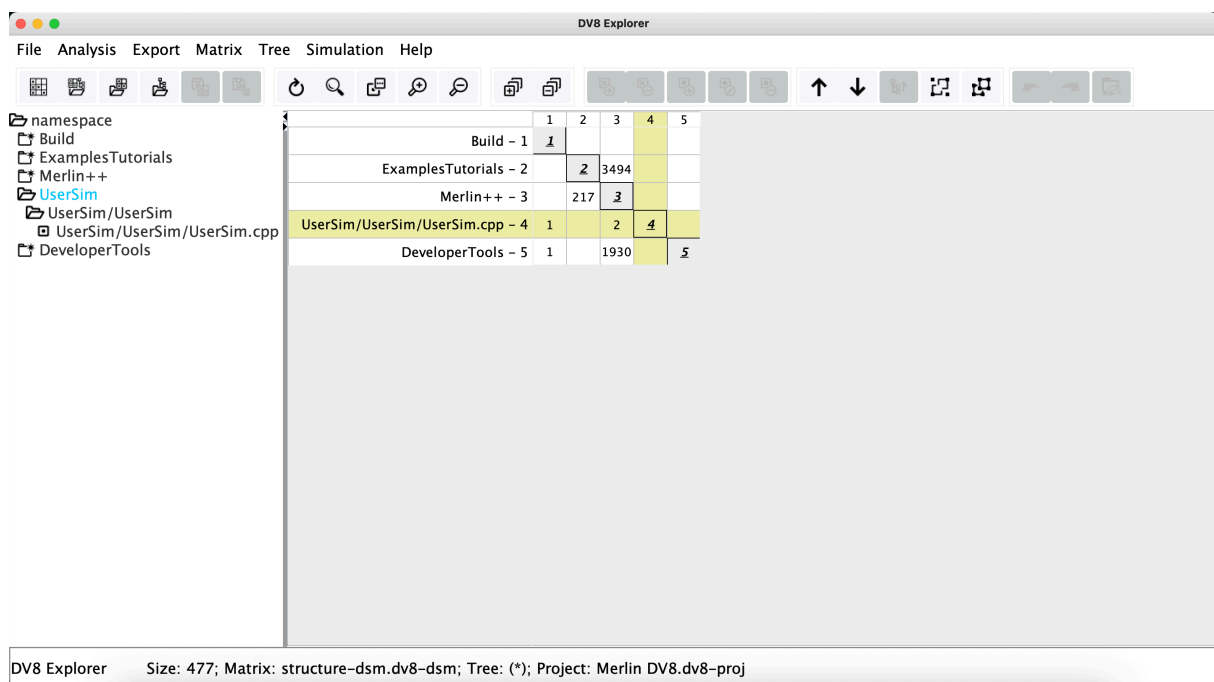 DV8 Explorer
File Analysis Export Matrix Tree Simulation Help
namespace
Build
ExamplesTutorials
Merlin++
UserSim
UserSim/UserSim
UserSim/UserSim/UserSim.cpp
DeveloperTools
1 2 3 4 5
Build - 1 1
ExamplesTutorials - 2 2 3494
Merlin++ - 3 217 3
UserSim/UserSim/UserSim.cpp - 4 1 2 4
DeveloperTools - 5 1 1930 5
DV8 Explorer Size: 477; Matrix: structure-dsm.dv8-dsm; Tree: (*); Project: Merlin DV8.dv8-proj